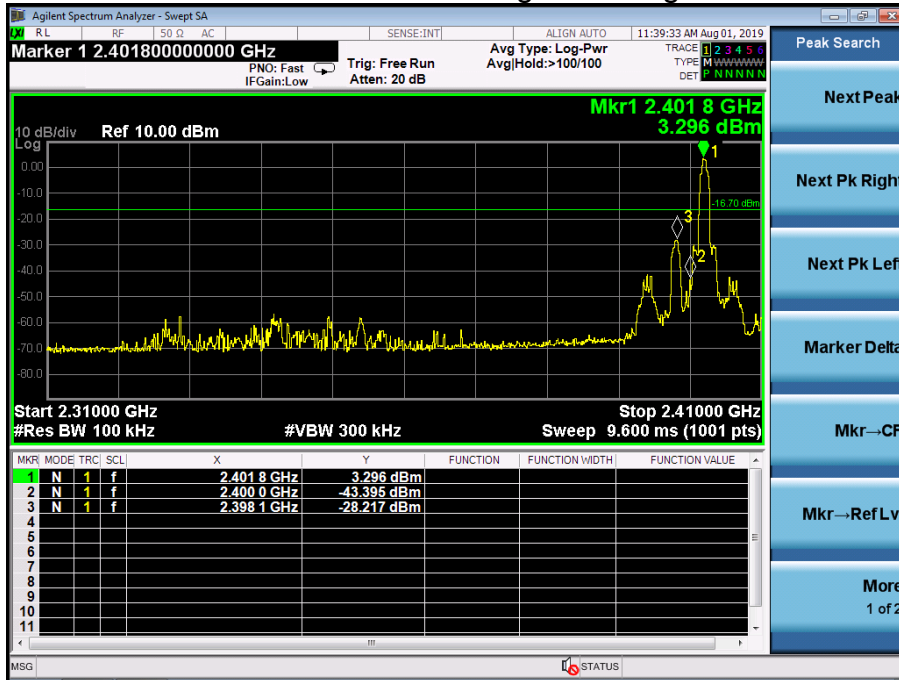 Agilent Spectrum Analyzer - Swept SA
LXI RL RF 50 Ω AC SENSE:INT ALIGN AUTO 11:39:33 AM Aug 01, 2019
Marker 1 2.401800000000 GHz
PNO: Fast
IFGain:Low
Trig: Free Run
Atten: 20 dB
Avg Type: Log-Pwr
Avg|Hold:>100/100
TRACE 1 2 3 4 5 6
TYPE M WWWWW
DET P N N N N N
Mkr1 2.401 8 GHz
3.296 dBm
10 dB/div Ref 10.00 dBm
Log
0.00
-10.0
-20.0
-30.0
-40.0
-50.0
-60.0
-70.0
-80.0
1
-16.70 dBm
3
2
Start 2.31000 GHz Stop 2.41000 GHz
#Res BW 100 kHz #VBW 300 kHz Sweep 9.600 ms (1001 pts)
MKR MODE TRC SCL X Y FUNCTION FUNCTION WIDTH FUNCTION VALUE
1 N 1 f 2.401 8 GHz 3.296 dBm
2 N 1 f 2.400 0 GHz -43.395 dBm
3 N 1 f 2.398 1 GHz -28.217 dBm
4
5
6
7
8
9
10
11
MSG STATUS
Peak Search
Next Peak
Next Pk Right
Next Pk Left
Marker Delta
Mkr→CF
Mkr→Ref Lv
More
1 of 2